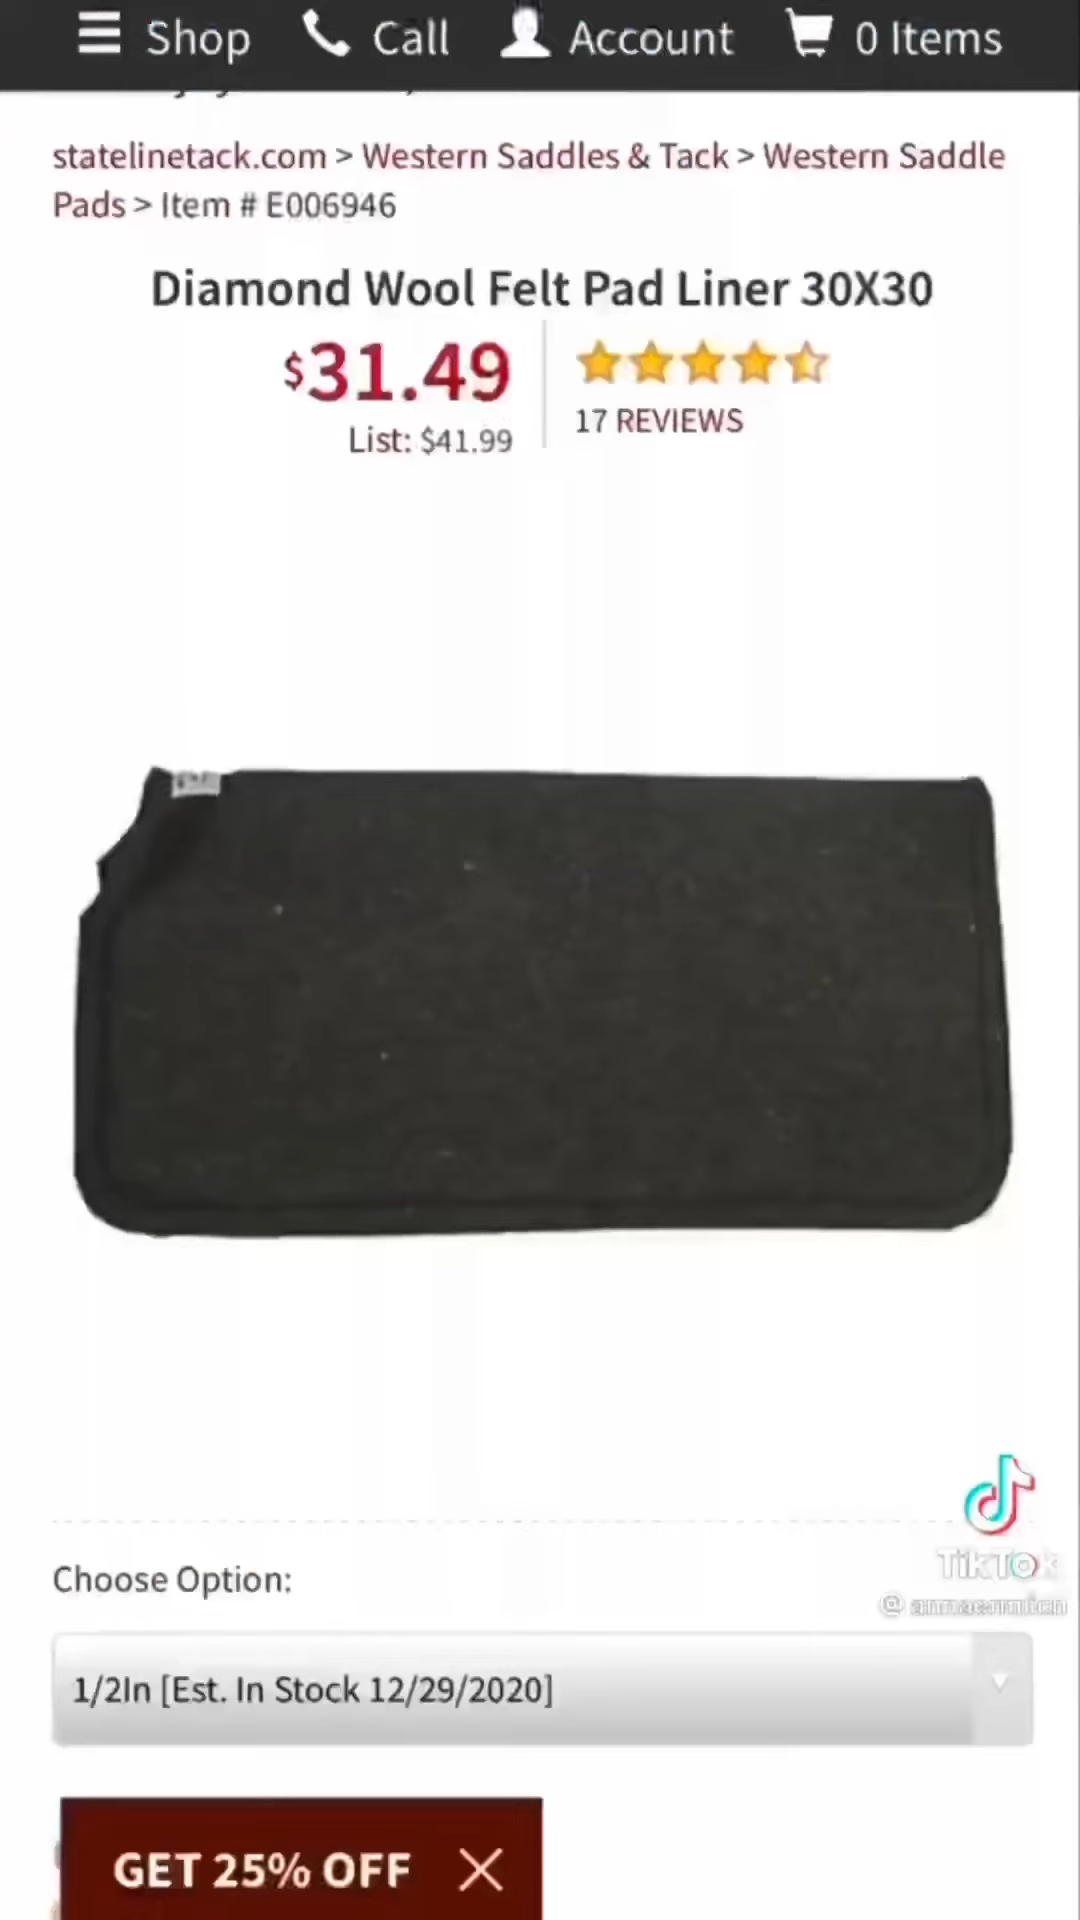 Shop Call Account 0 Items
statelinetack.com > Western Saddles & Tack > Western Saddle
Pads > Item # E006946
Diamond Wool Felt Pad Liner 30X30
$31.49
List: $41.99
17 REVIEWS
TikTok
Choose Option:
1/2In [Est. In Stock 12/29/2020]
GET 25% OFF